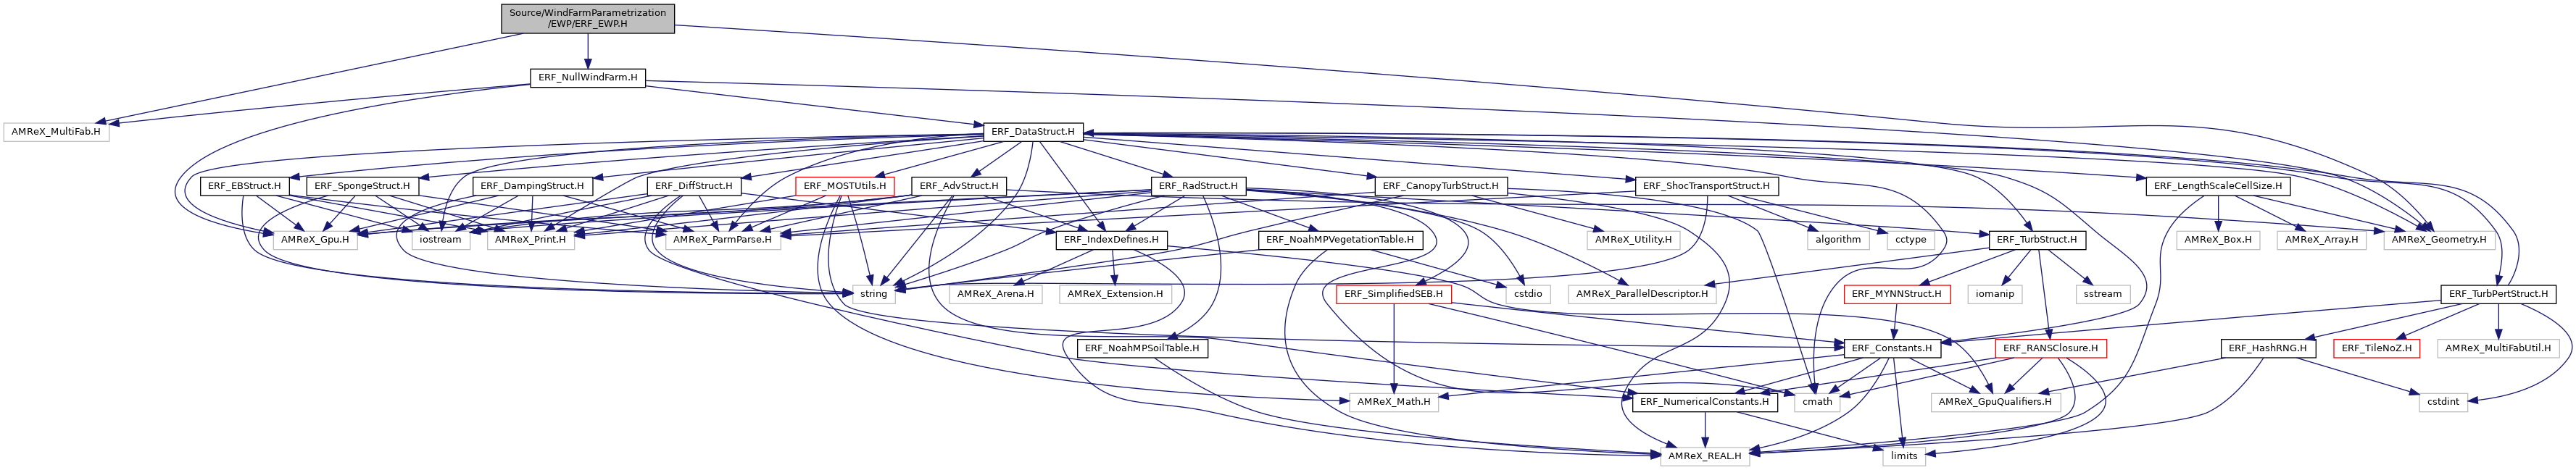 Source/WindFarmParametrization
/EWP/ERF_EWP.H
ERF_NullWindFarm.H
AMReX_MultiFab.H
ERF_DataStruct.H
ERF_EBStruct.H
ERF_SpongeStruct.H
ERF_DampingStruct.H
ERF_DiffStruct.H
ERF_MOSTUtils.H
ERF_AdvStruct.H
ERF_RadStruct.H
ERF_CanopyTurbStruct.H
ERF_ShocTransportStruct.H
ERF_LengthScaleCellSize.H
AMReX_Gpu.H
iostream
AMReX_Print.H
AMReX_ParmParse.H
ERF_IndexDefines.H
ERF_NoahMPVegetationTable.H
AMReX_Utility.H
algorithm
cctype
ERF_TurbStruct.H
AMReX_Box.H
AMReX_Array.H
AMReX_Geometry.H
string
AMReX_Arena.H
AMReX_Extension.H
ERF_SimplifiedSEB.H
cstdio
AMReX_ParallelDescriptor.H
ERF_MYNNStruct.H
iomanip
sstream
ERF_TurbPertStruct.H
ERF_NoahMPSoilTable.H
ERF_Constants.H
ERF_RANSClosure.H
ERF_HashRNG.H
ERF_TileNoZ.H
AMReX_MultiFabUtil.H
AMReX_Math.H
ERF_NumericalConstants.H
cmath
AMReX_GpuQualifiers.H
cstdint
AMReX_REAL.H
limits